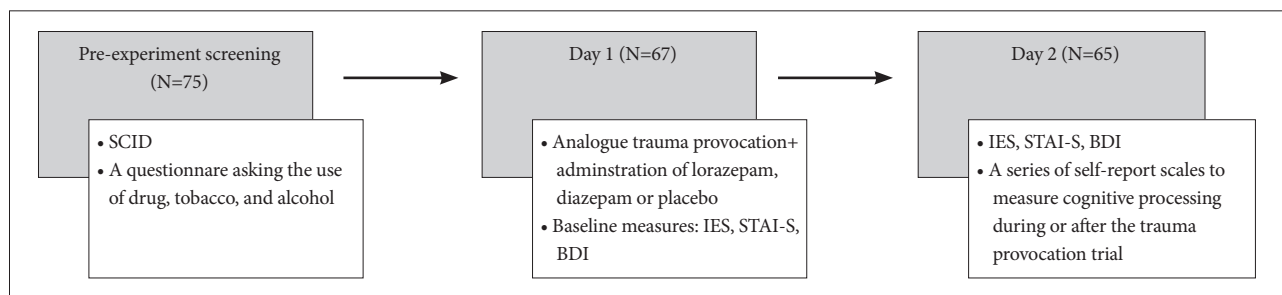 Pre-experiment screening
(N=75)
• SCID
• A questionnare asking the use
of drug, tobacco, and alcohol
Day 1 (N=67)
• Analogue trauma provocation+
adminstration of lorazepam,
diazepam or placebo
• Baseline measures: IES, STAI-S,
BDI
Day 2 (N=65)
• IES, STAI-S, BDI
• A series of self-report scales to
measure cognitive processing
during or after the trauma
provocation trial